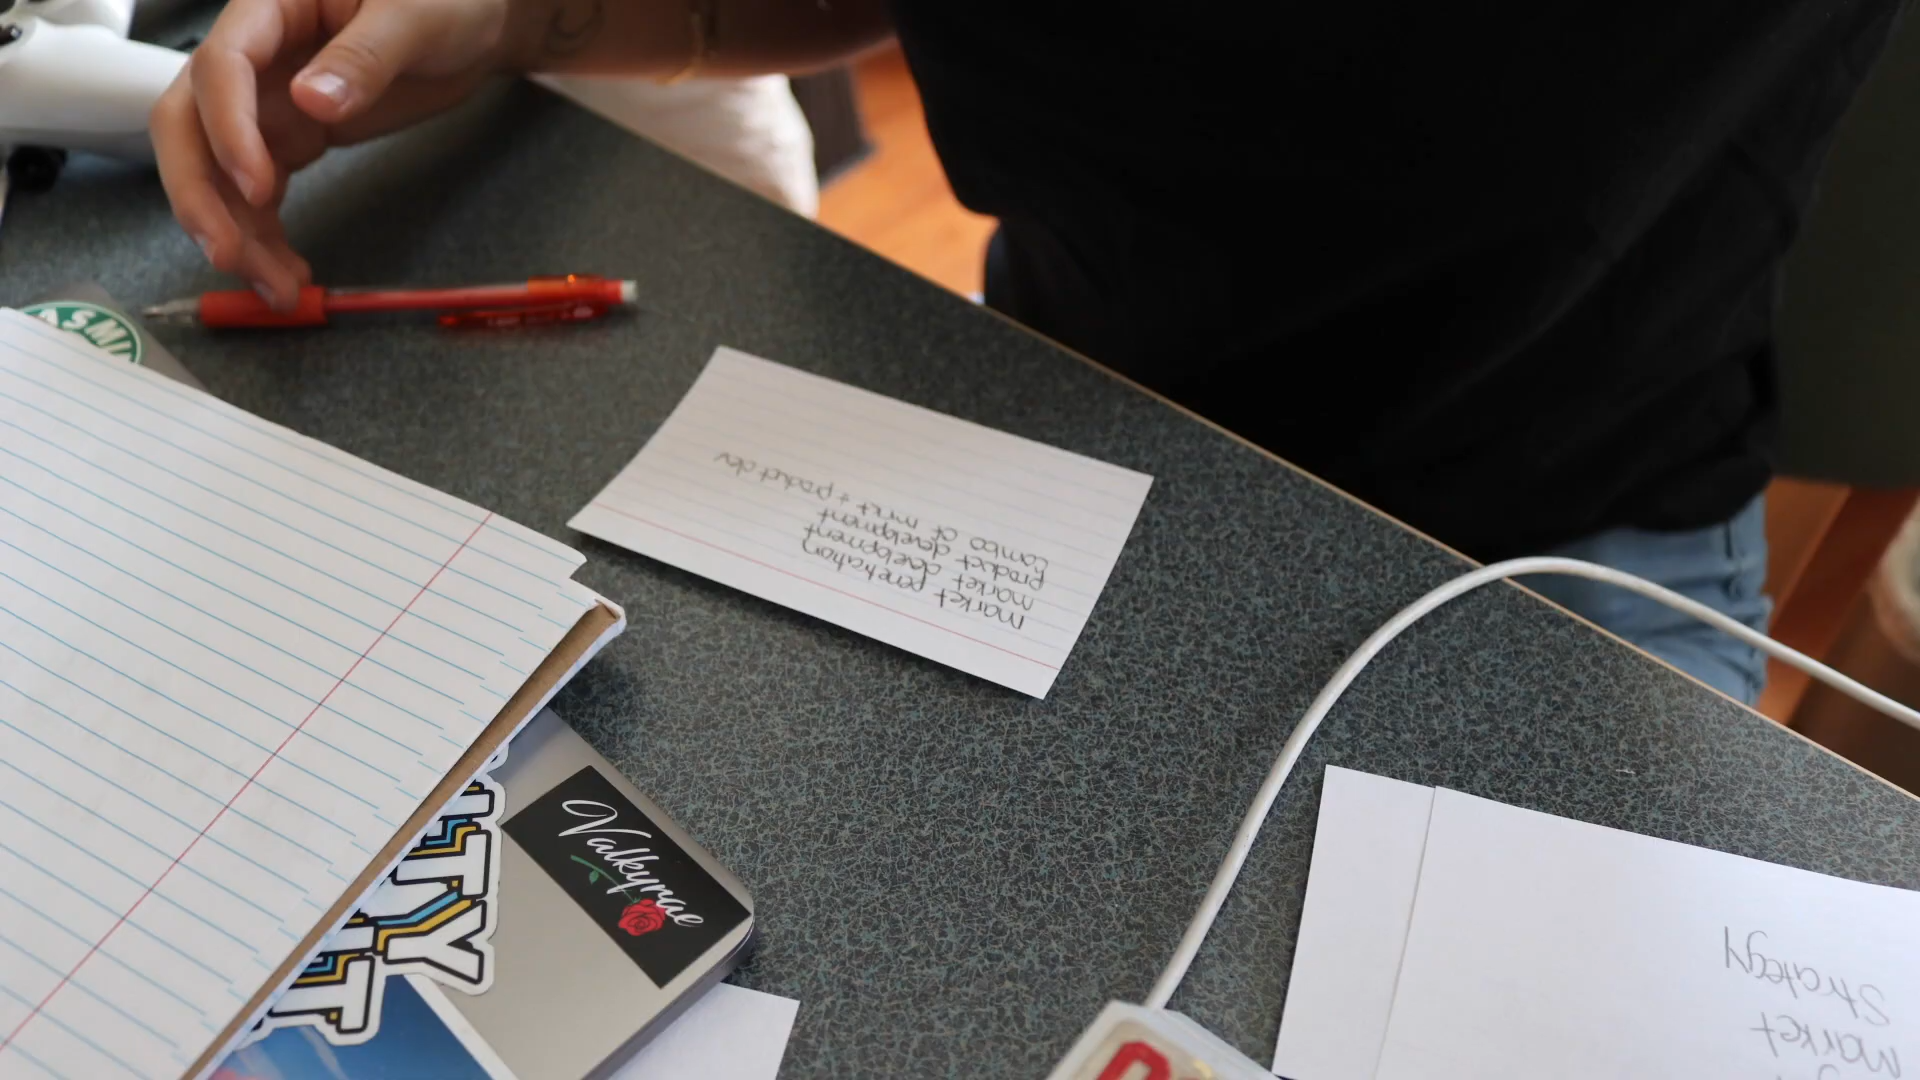 market penetration
market development
product development
combo of mrkt + product dev
Market
Strategy
Valkyrae